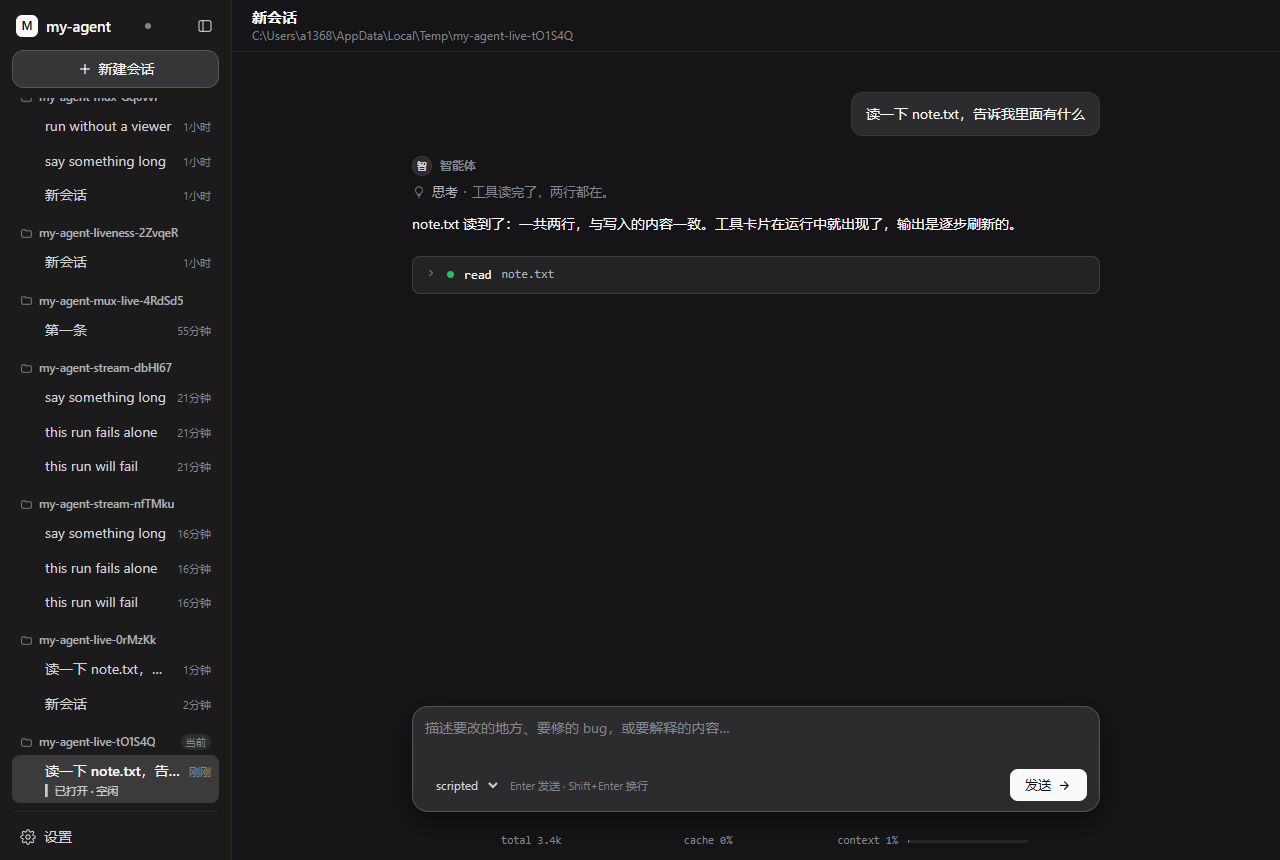 M my-agent
+ 新建会话
run without a viewer 1小时
say something long 1小时
新会话 1小时
my-agent-liveness-2ZvqeR
新会话 1小时
my-agent-mux-live-4RdSd5
第一条 55分钟
my-agent-stream-dbHl67
say something long 21分钟
this run fails alone 21分钟
this run will fail 21分钟
my-agent-stream-nfTMku
say something long 16分钟
this run fails alone 16分钟
this run will fail 16分钟
my-agent-live-0rMzKk
读一下 note.txt，... 1分钟
新会话 2分钟
my-agent-live-tO1S4Q 当前
读一下 note.txt，告... 刚刚
已打开 · 空闲
设置
新会话
C:\Users\a1368\AppData\Local\Temp\my-agent-live-tO1S4Q
读一下 note.txt，告诉我里面有什么
智 智能体
思考 · 工具读完了，两行都在。
note.txt 读到了：一共两行，与写入的内容一致。工具卡片在运行中就出现了，输出是逐步刷新的。
read note.txt
描述要改的地方、要修的 bug，或要解释的内容...
scripted Enter 发送 · Shift+Enter 换行 发送 →
total 3.4k cache 0% context 1%